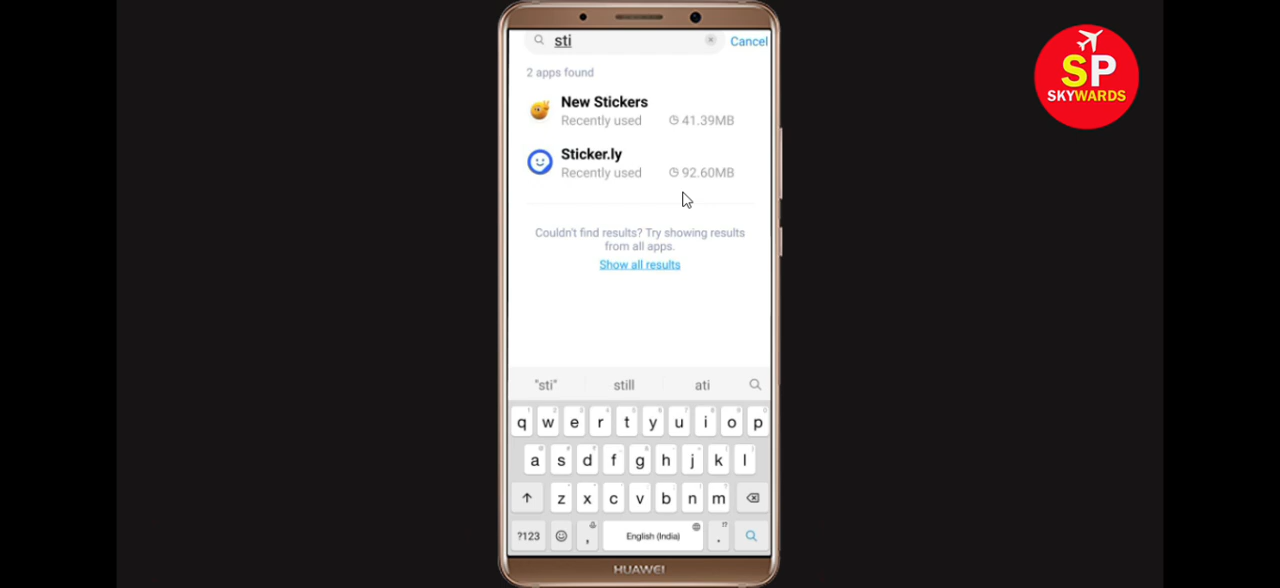 sti
Cancel
2 apps found
New Stickers
Recently used 41.39MB
Sticker.ly
Recently used 92.60MB
Couldn't find results? Try showing results
from all apps.
Show all results
"sti" still ati
q w e r t y u i o p
a s d f g h j k l
z x c v b n m
?123 , English (India) .
HUAWEI
SP
SKYWARDS